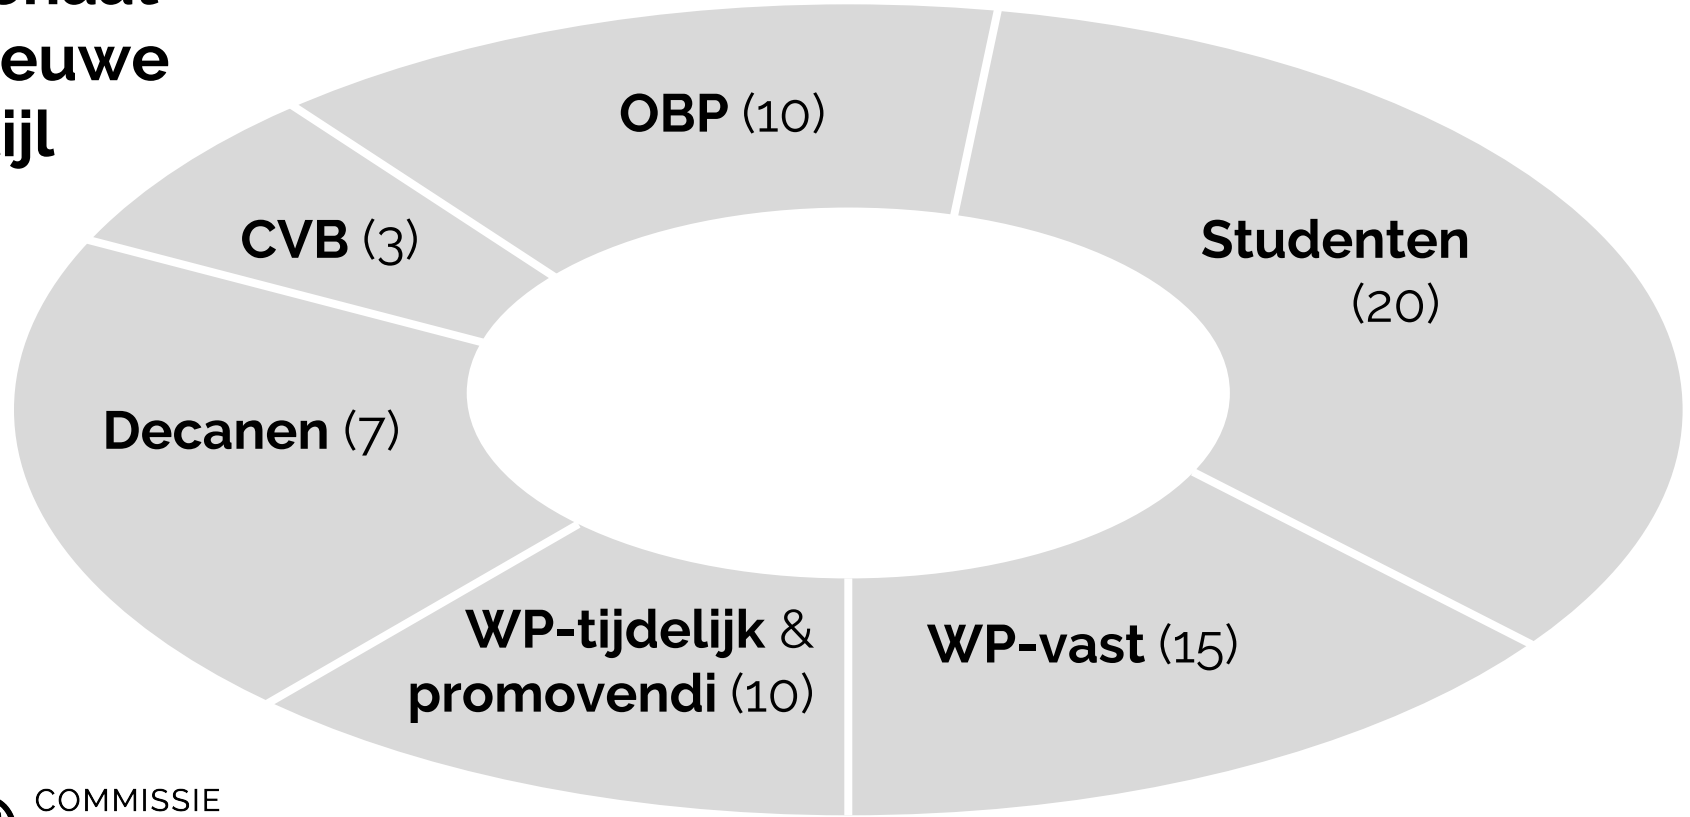 euwe
ijl
OBP (10)
CVB (3)
Studenten
(20)
Decanen (7)
WP-tijdelijk &
promovendi (10)
WP-vast (15)
COMMISSIE